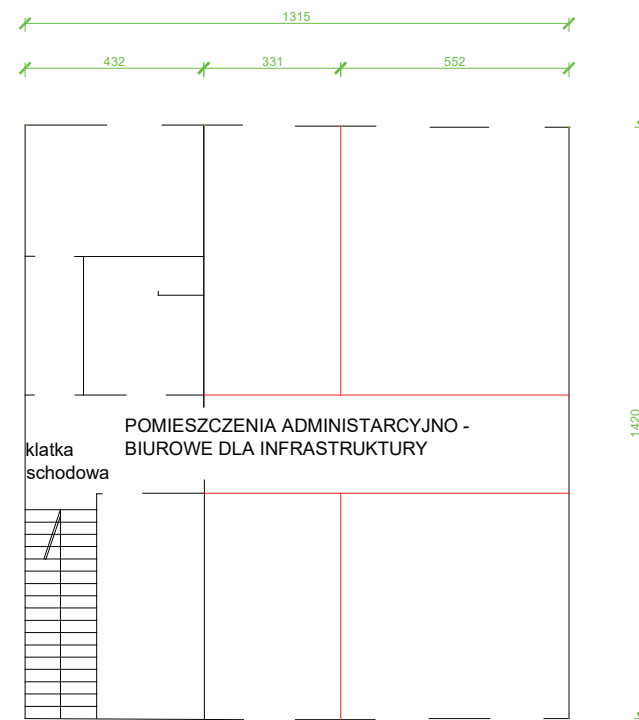 1315
432
331
552
POMIESZCZENIA ADMINISTARCYJNO -
BIUROWE DLA INFRASTRUKTURY
klatka
schodowa
1420